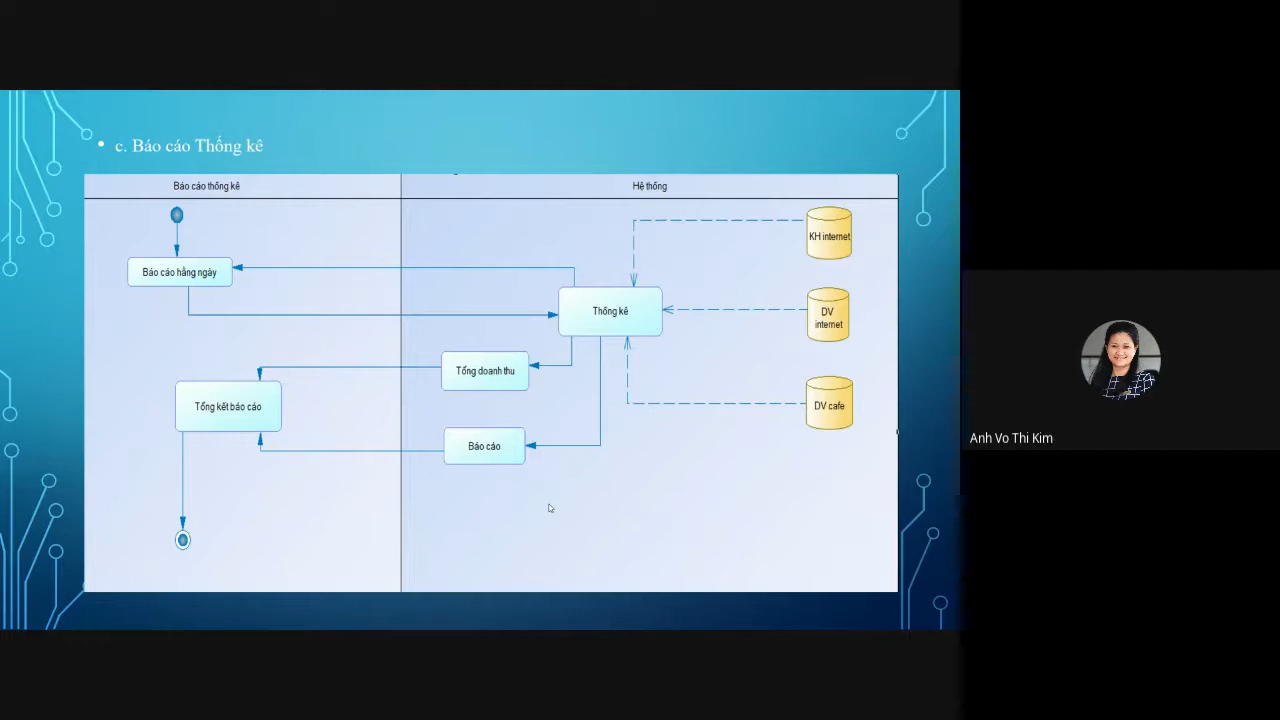 • c. Báo cáo Thống kê
Báo cáo thống kê
Hệ thống
KH internet
Báo cáo hằng ngày
Thống kê
DV
internet
Tổng doanh thu
Tổng kết báo cáo
DV cafe
Báo cáo
Anh Vo Thi Kim